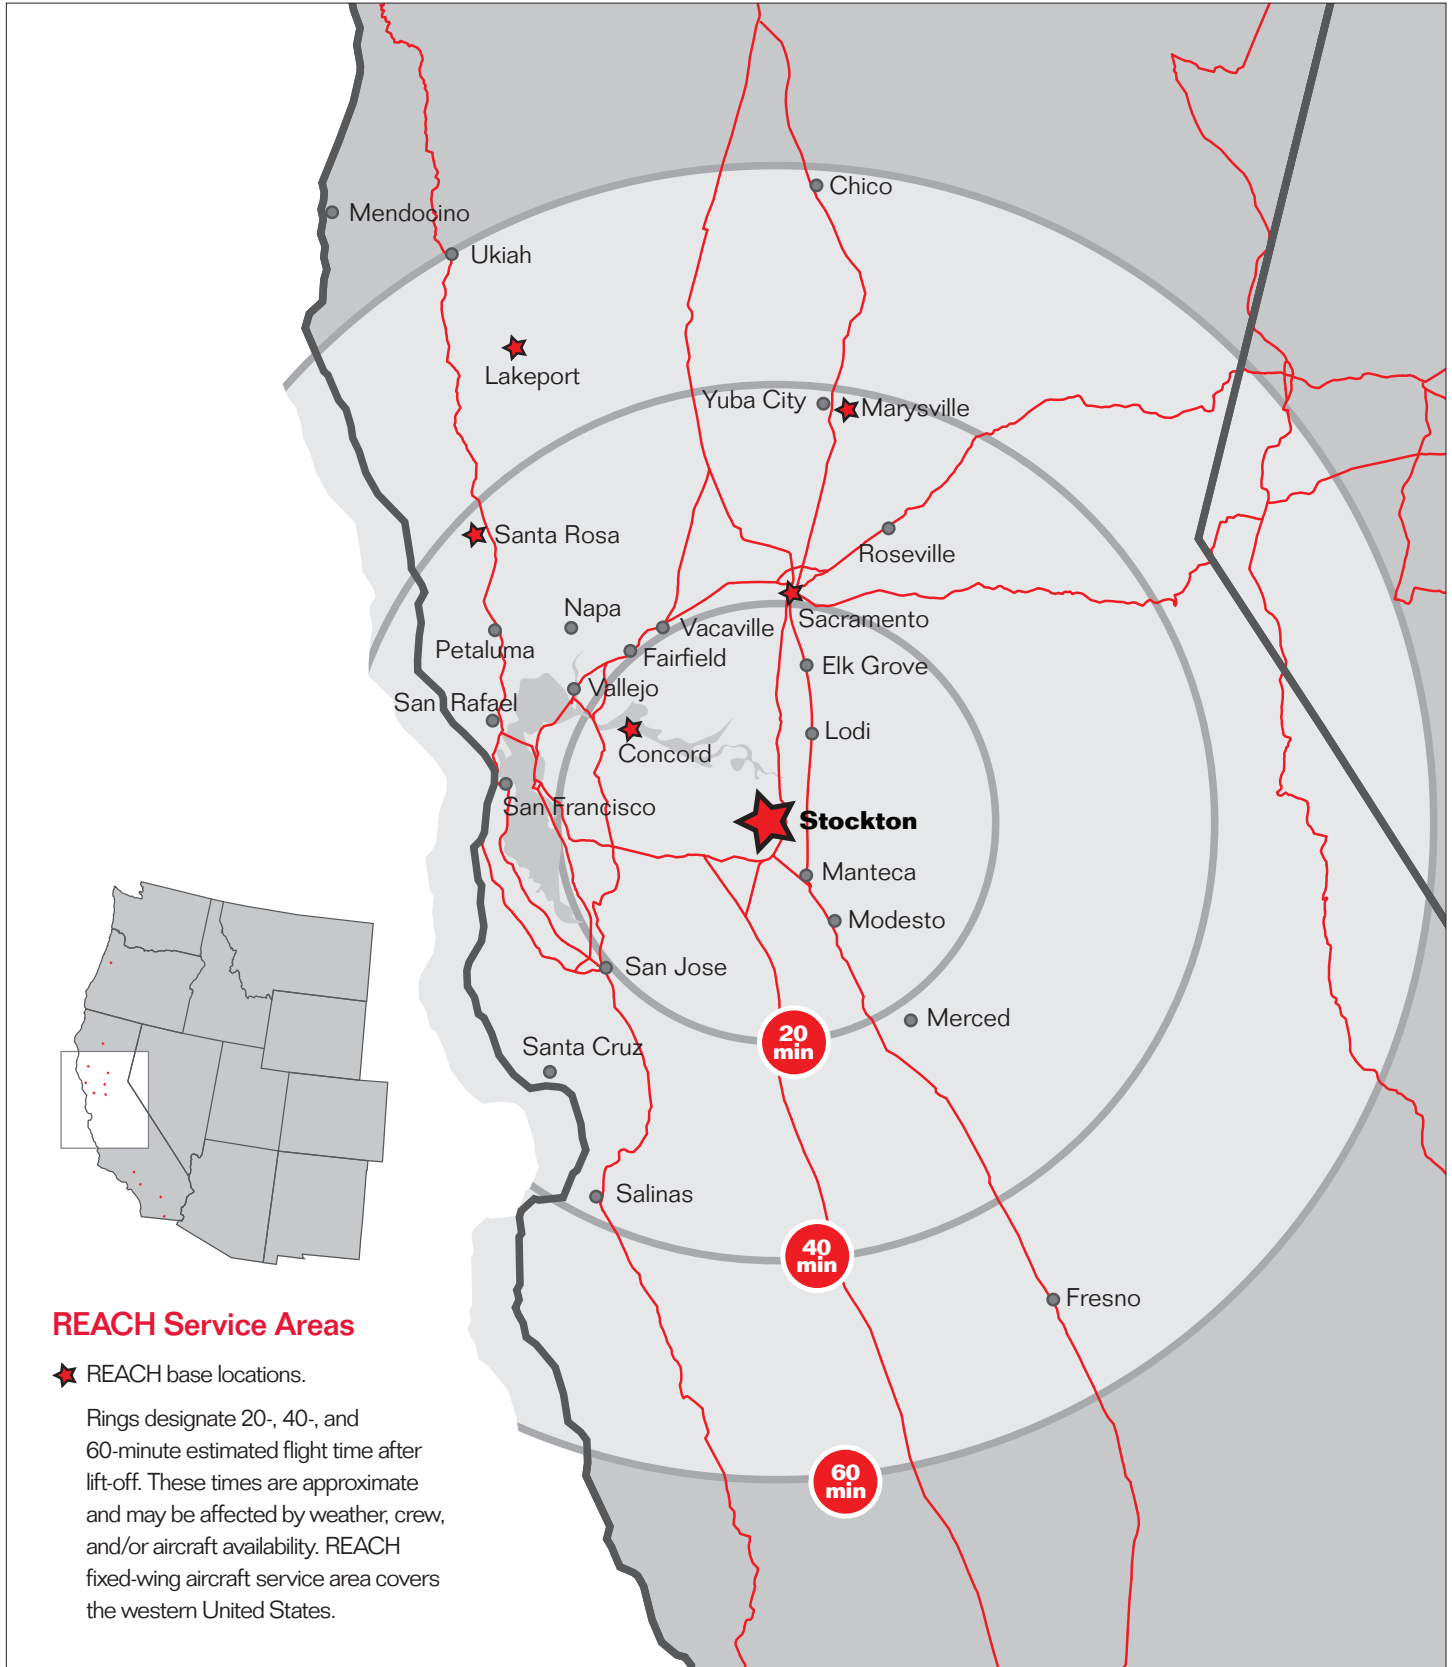 Chico
Mendocino
Ukiah
Lakeport
Yuba City
Marysville
Santa Rosa
Roseville
Napa
Sacramento
Vacaville
Petaluma
Fairfield
Elk Grove
Vallejo
San Rafael
Lodi
Concord
San Francisco
Stockton
Manteca
Modesto
San Jose
Merced
20
min
Santa Cruz
Salinas
40
min
Fresno
60
min
REACH Service Areas
REACH base locations.
Rings designate 20-, 40-, and
60-minute estimated flight time after
lift-off. These times are approximate
and may be affected by weather, crew,
and/or aircraft availability. REACH
fixed-wing aircraft service area covers
the western United States.